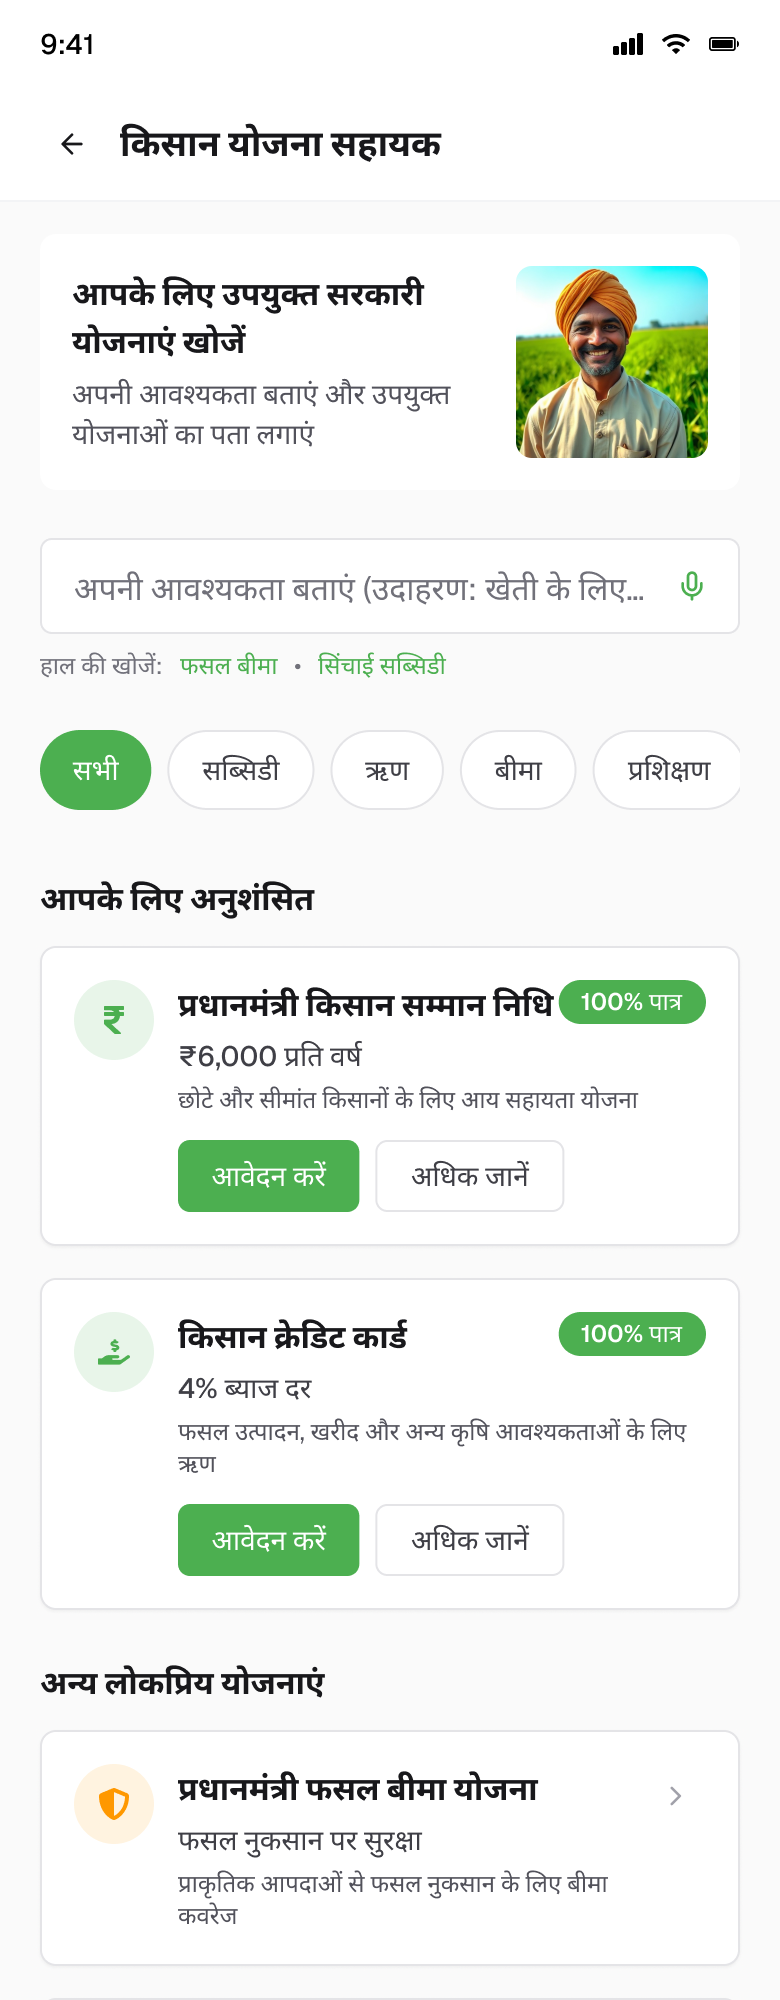 9:41
किसान योजना सहायक
आपके लिए उपयुक्त सरकारी
योजनाएं खोजें
अपनी आवश्यकता बताएं और उपयुक्त
योजनाओं का पता लगाएं
अपनी आवश्यकता बताएं (उदाहरण: खेती के लिए...
हाल की खोजें: फसल बीमा • सिंचाई सब्सिडी
सभी सब्सिडी ऋण बीमा प्रशिक्षण
आपके लिए अनुशंसित
₹ प्रधानमंत्री किसान सम्मान निधि 100% पात्र
₹6,000 प्रति वर्ष
छोटे और सीमांत किसानों के लिए आय सहायता योजना
आवेदन करें अधिक जानें
किसान क्रेडिट कार्ड 100% पात्र
$
4% ब्याज दर
फसल उत्पादन, खरीद और अन्य कृषि आवश्यकताओं के लिए
ऋण
आवेदन करें अधिक जानें
अन्य लोकप्रिय योजनाएं
प्रधानमंत्री फसल बीमा योजना
फसल नुकसान पर सुरक्षा
प्राकृतिक आपदाओं से फसल नुकसान के लिए बीमा
कवरेज